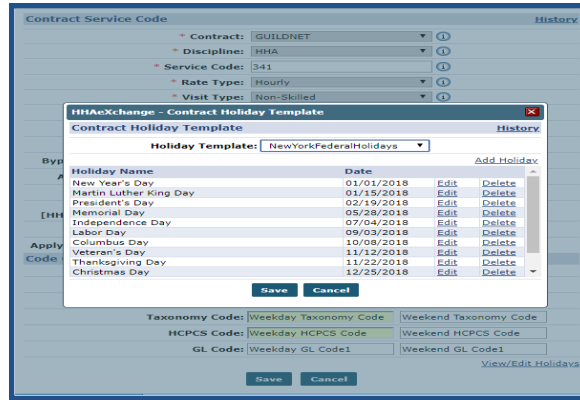 Contract Service Code History
* Contract: GUILDNET
* Discipline: HHA
* Service Code: 341
* Rate Type: Hourly
* Visit Type: Non-Skilled
HHAeXchange - Contract Holiday Template
Contract Holiday Template History
Holiday Template: NewYorkFederalHolidays
Byp
Add Holiday
Holiday Name Date
New Year's Day 01/01/2018 Edit Delete
Martin Luther King Day 01/15/2018 Edit Delete
President's Day 02/19/2018 Edit Delete
[HH
Memorial Day 05/28/2018 Edit Delete
Independence Day 07/04/2018 Edit Delete
Labor Day 09/03/2018 Edit Delete
Apply
Columbus Day 10/08/2018 Edit Delete
Code
Veteran's Day 11/12/2018 Edit Delete
Thanksgiving Day 11/22/2018 Edit Delete
Christmas Day 12/25/2018 Edit Delete
Save Cancel
Taxonomy Code: Weekday Taxonomy Code Weekend Taxonomy Code
HCPCS Code: Weekday HCPCS Code Weekend HCPCS Code
GL Code: Weekday GL Code1 Weekend GL Code1
View/Edit Holidays
Save Cancel